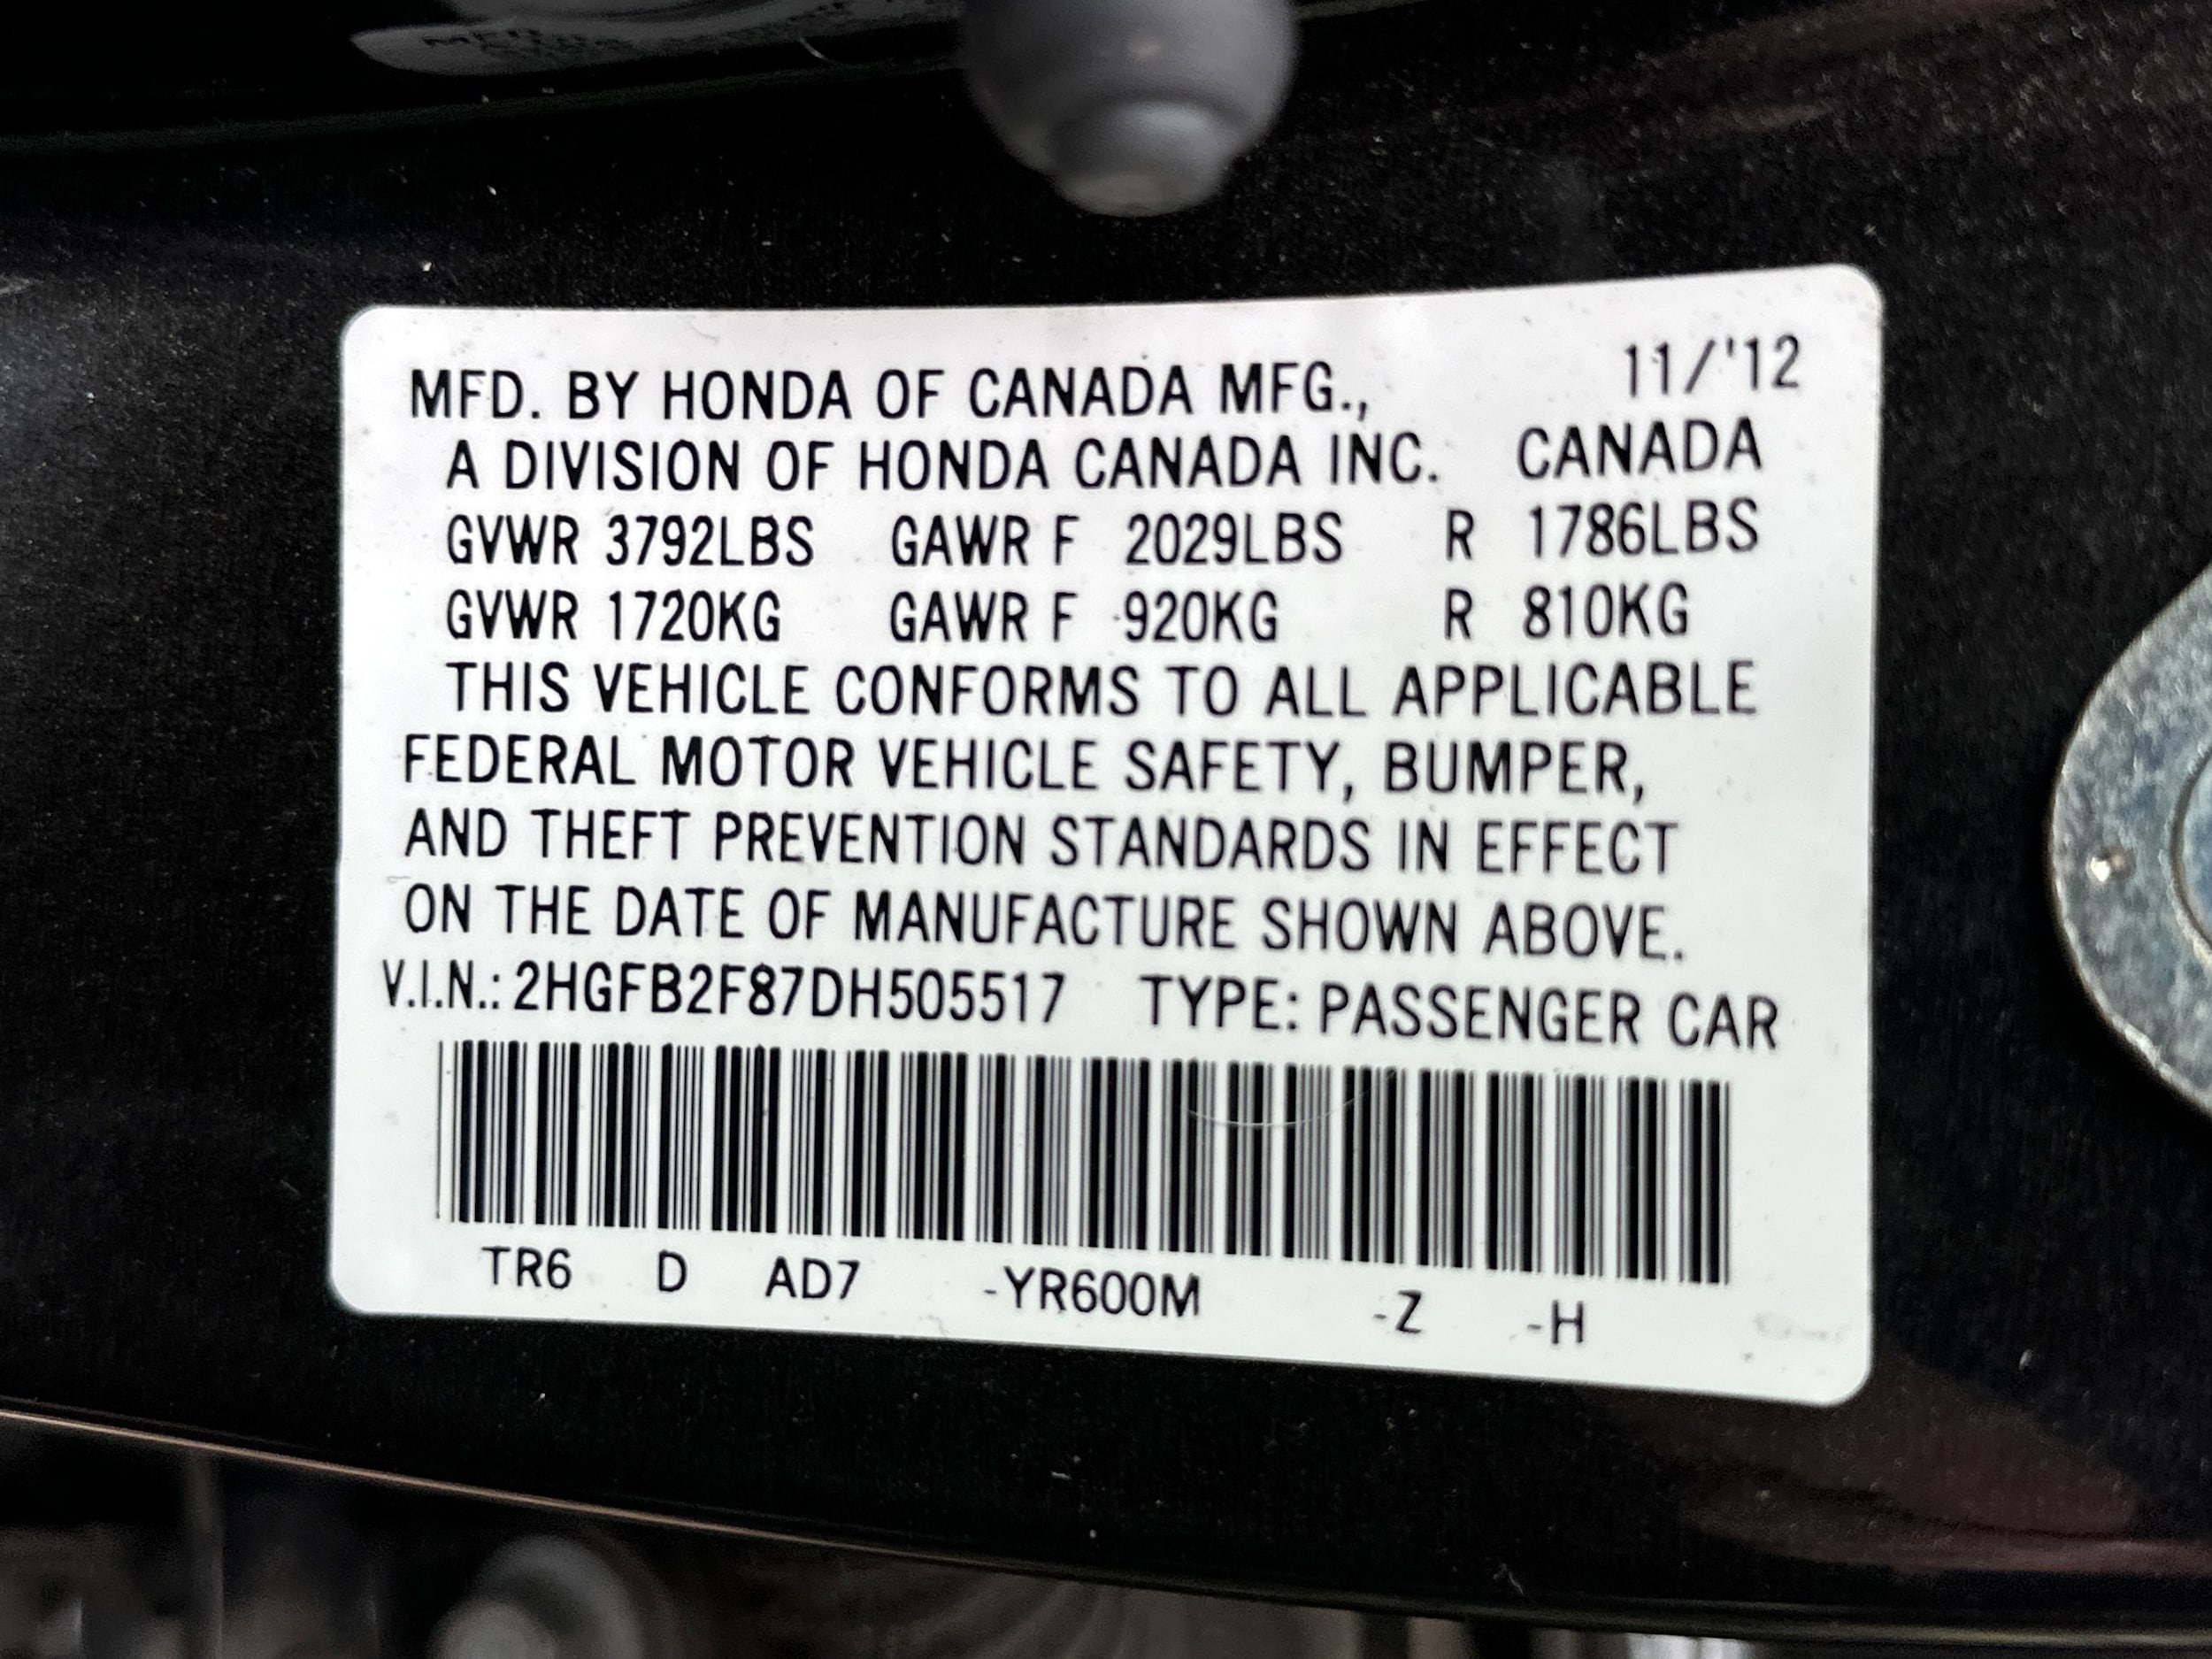 MFD. BY HONDA OF CANADA MFG., 11/'12
A DIVISION OF HONDA CANADA INC. CANADA
GVWR 3792LBS GAWR F 2029LBS R 1786LBS
GVWR 1720KG GAWR F 920KG R 810KG
THIS VEHICLE CONFORMS TO ALL APPLICABLE
FEDERAL MOTOR VEHICLE SAFETY, BUMPER,
AND THEFT PREVENTION STANDARDS IN EFFECT
ON THE DATE OF MANUFACTURE SHOWN ABOVE.
V.I.N.: 2HGFB2F87DH505517 TYPE: PASSENGER CAR
TR6 D AD7 -YR600M -Z -H